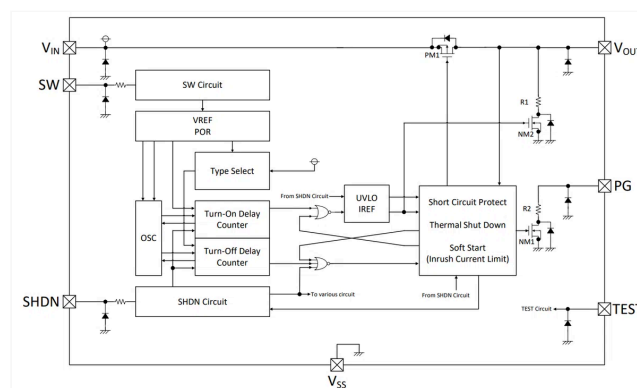 VIN
PM1
VOUT
SW
SW Circuit
R1
VREF
POR
NM2
Type Select
From SHDN Circuit
UVLO
IREF
PG
OSC
Turn-On Delay
Counter
Short Circuit Protect
Thermal Shut Down
Soft Start
(Inrush Current Limit)
R2
NM1
Turn-Off Delay
Counter
SHDN
SHDN Circuit
To various circuit
From SHDN Circuit
TEST Circuit
TEST
VSS